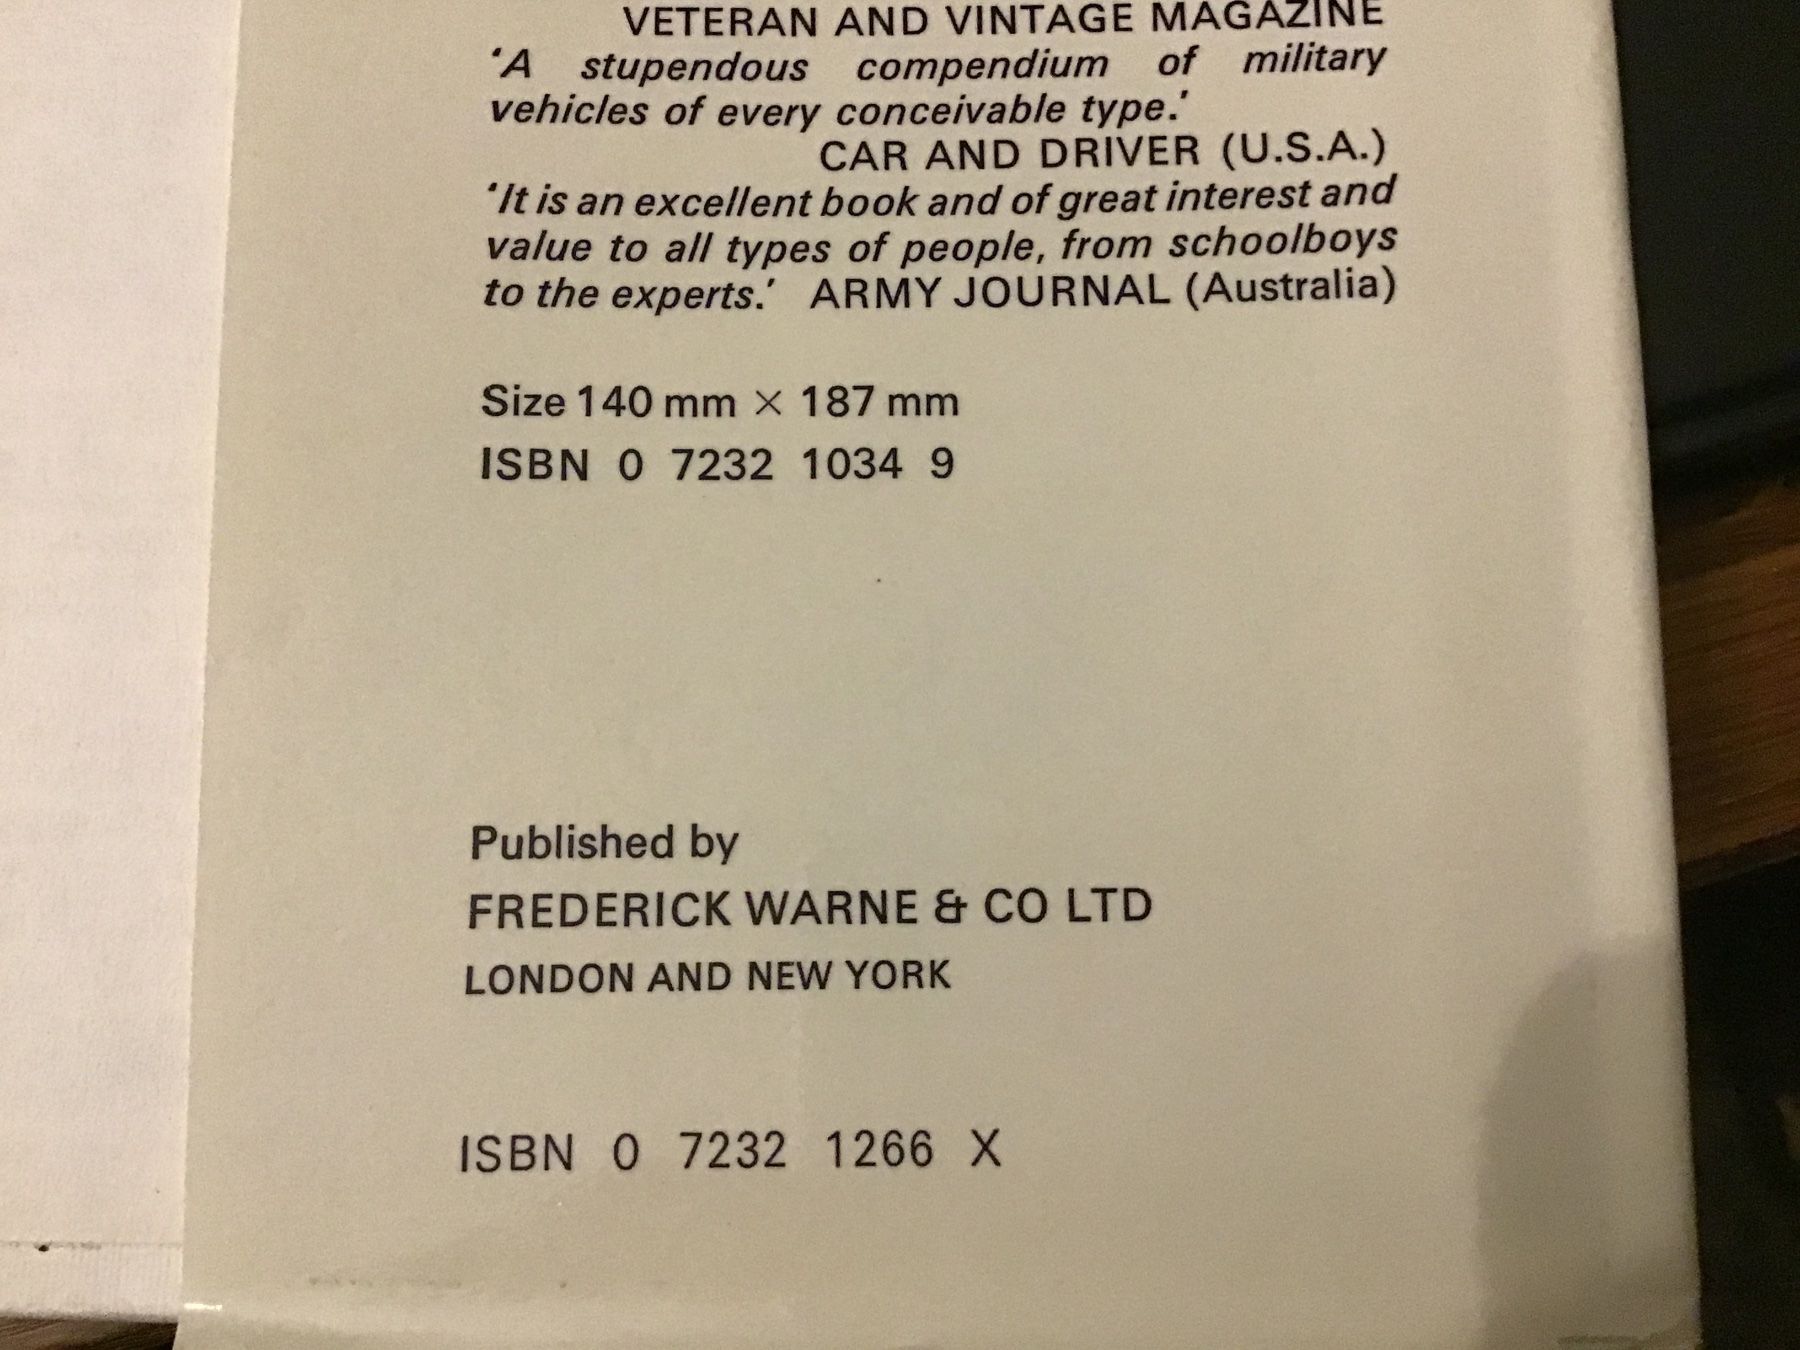 VETERAN AND VINTAGE MAGAZINE
‘A stupendous compendium of military
vehicles of every conceivable type.’
CAR AND DRIVER (U.S.A.)
‘It is an excellent book and of great interest and
value to all types of people, from schoolboys
to the experts.’ ARMY JOURNAL (Australia)
Size 140 mm × 187 mm
ISBN 0 7232 1034 9
Published by
FREDERICK WARNE & CO LTD
LONDON AND NEW YORK
ISBN 0 7232 1266 X